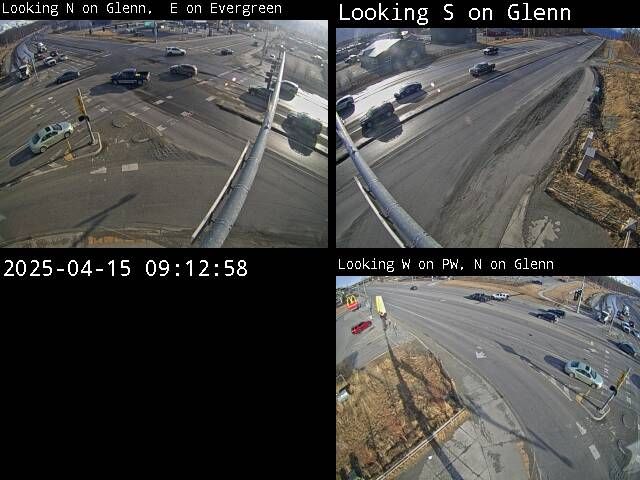 Looking N on Glenn,  E on Evergreen
Looking S on Glenn
2025-04-15 09:12:58
Looking W on PW, N on Glenn